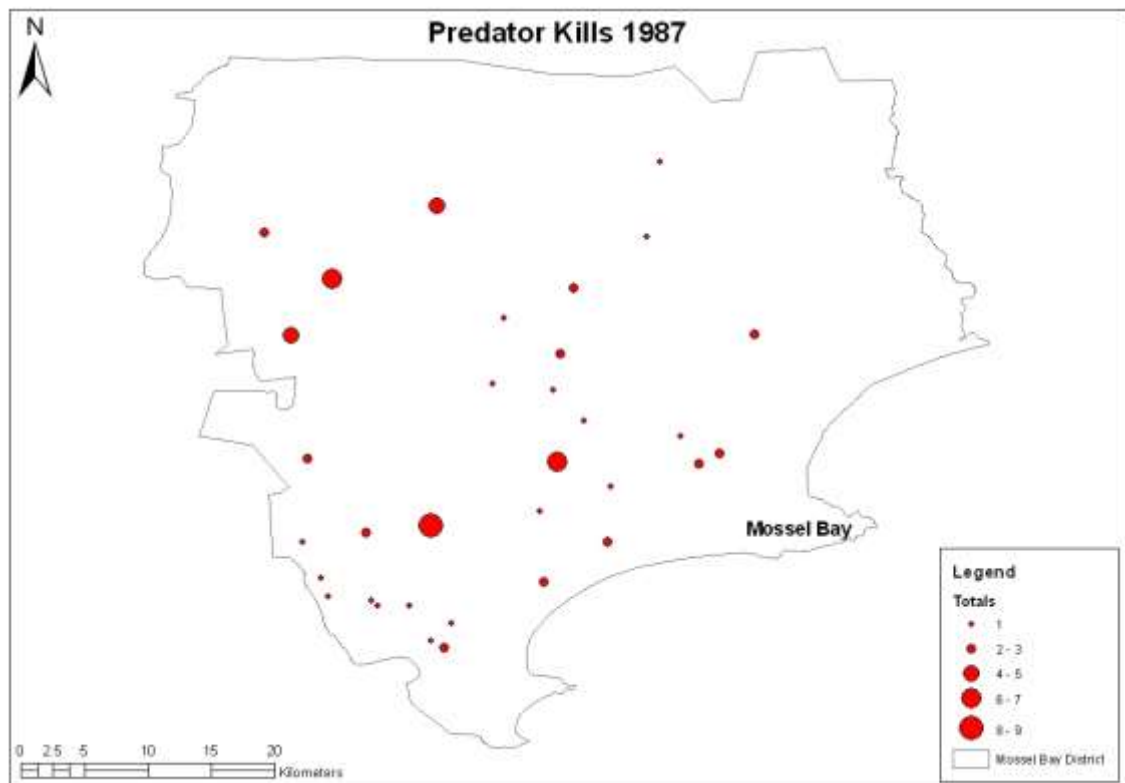 Predator Kills 1987
N
Mossel Bay
Legend
Totals
1
2 - 3
4 - 5
6 - 7
8 - 9
Mossel Bay District
0 2.5 5 10 15 20
Kilometers